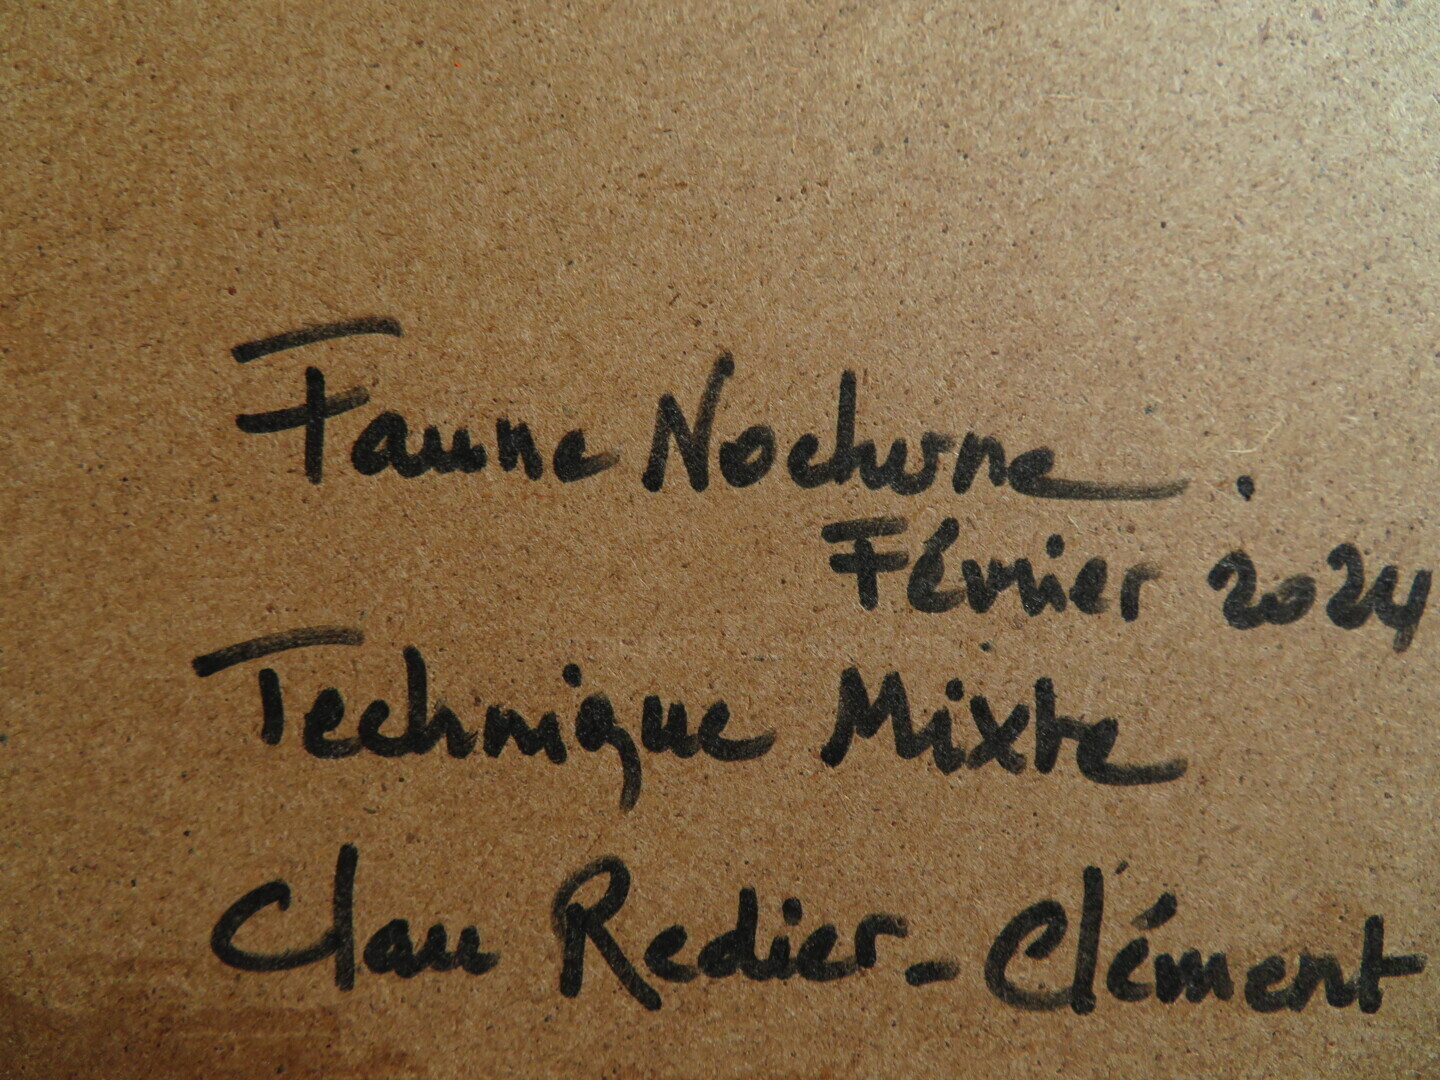 Faune Nocturne.
Février 2024
Technique Mixte
Clau Redier-Clément